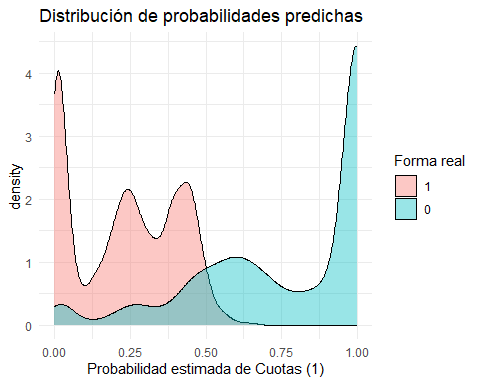 Distribución de probabilidades predichas
density
4
3
2
1
0
0.00 0.25 0.50 0.75 1.00
Probabilidad estimada de Cuotas (1)
Forma real
1
0